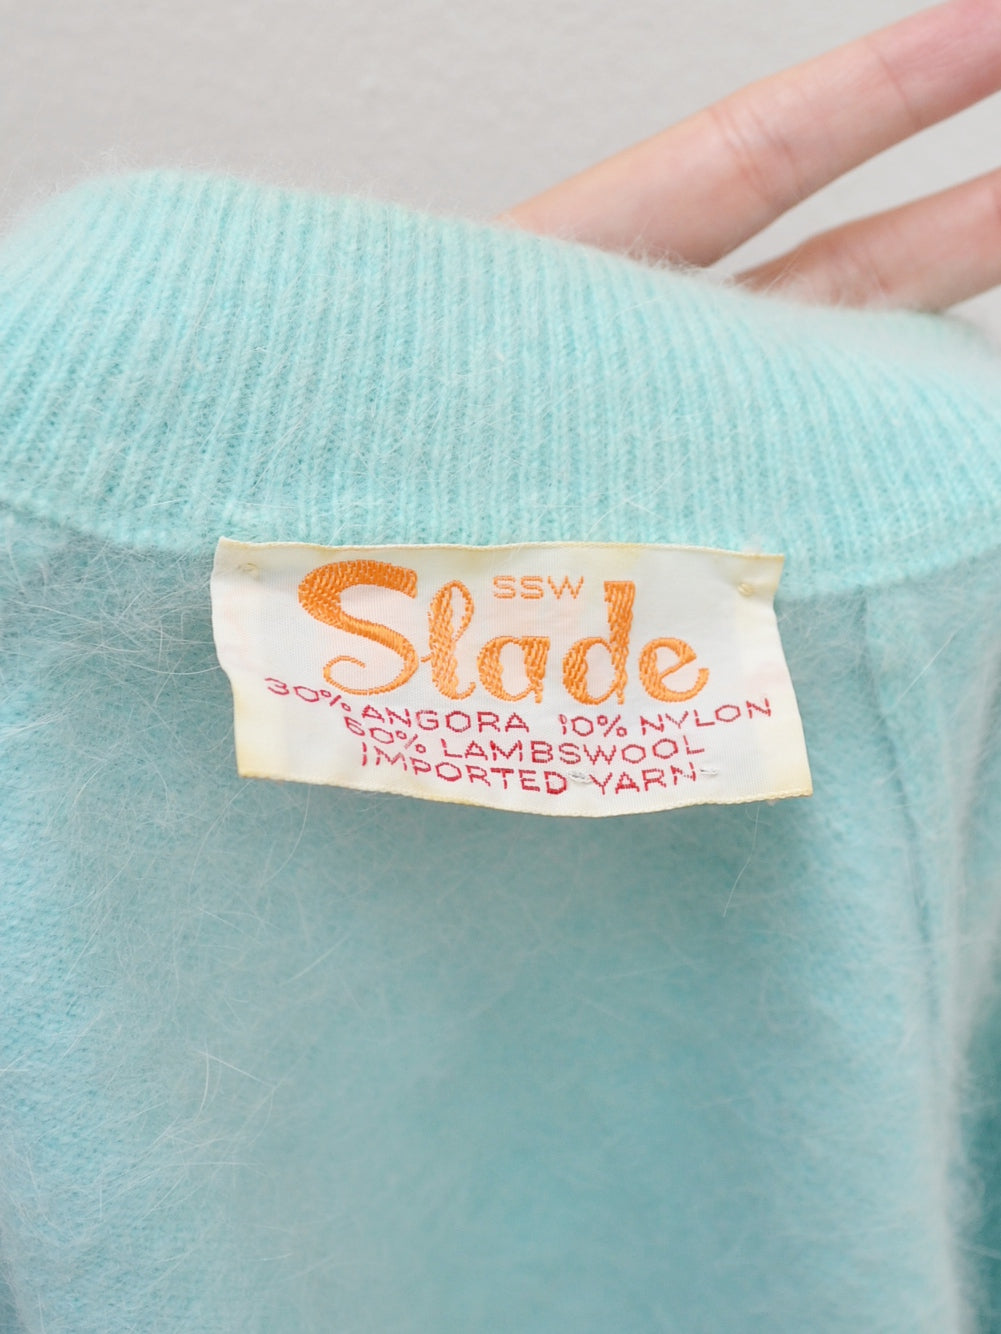 SSW
Slade
30% ANGORA 10% NYLON
60% LAMBSWOOL
IMPORTED YARN